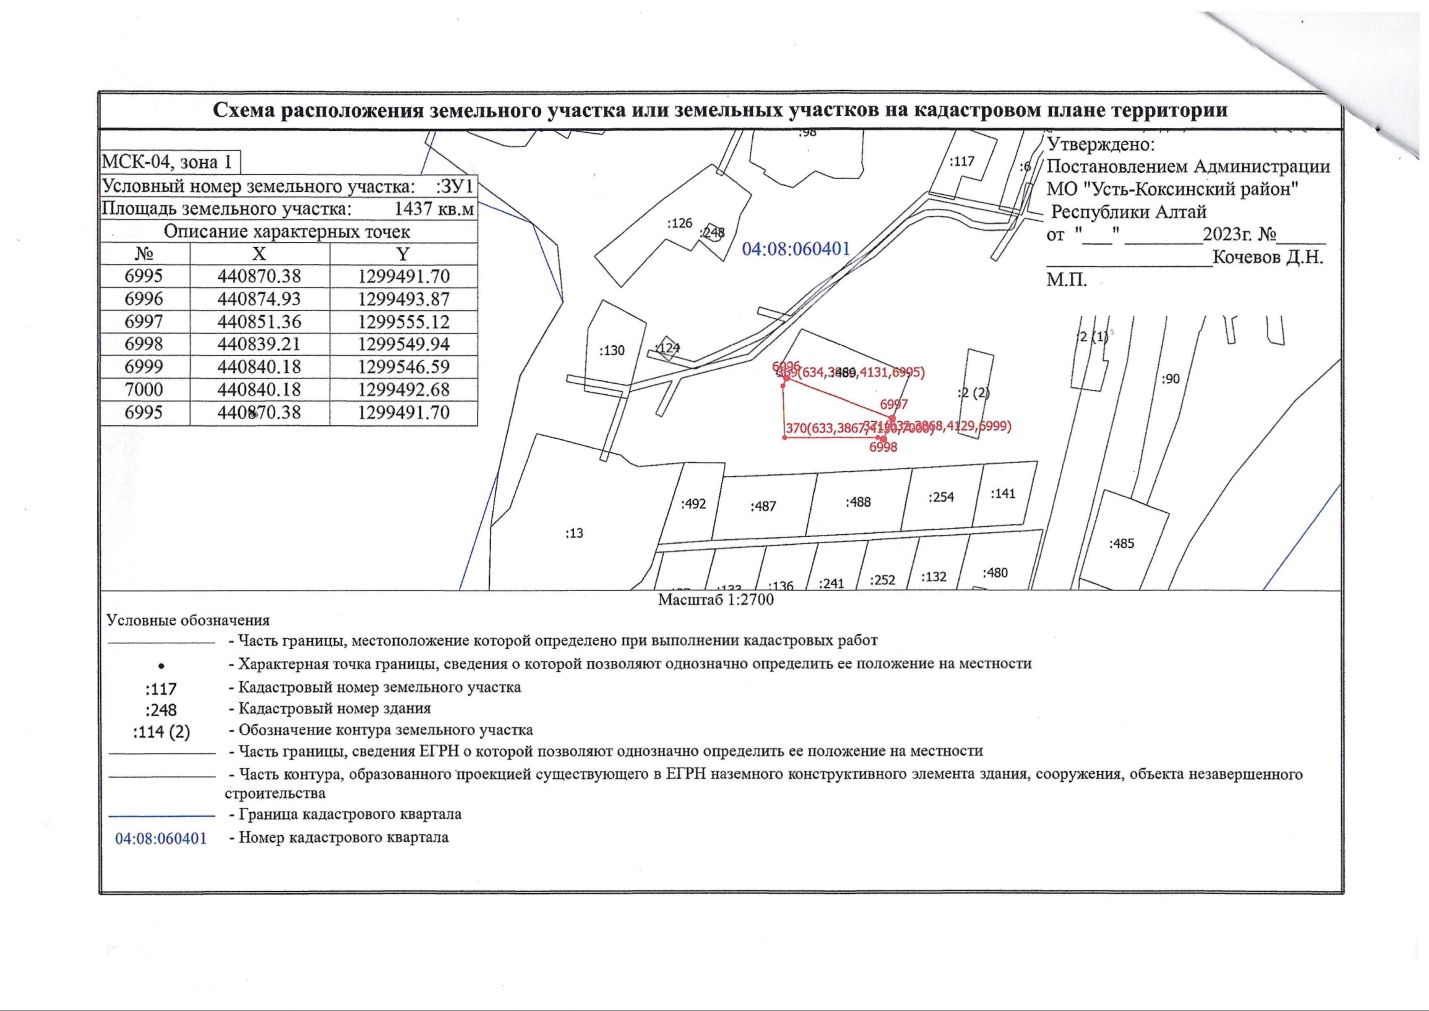 Схема расположения земельного участка или земельных участков на кадастровом плане территории
МСК-04, зона 1
Условный номер земельного участка: :ЗУ1
Площадь земельного участка: 1437 кв.м
Описание характерных точек
№ X Y
6995 440870.38 1299491.70
6996 440874.93 1299493.87
6997 440851.36 1299555.12
6998 440839.21 1299549.94
6999 440840.18 1299546.59
7000 440840.18 1299492.68
6995 440870.38 1299491.70
Утверждено:
Постановлением Администрации
МО "Усть-Коксинский район"
Республики Алтай
от "___" ________2023г. №_____
_________________Кочевов Д.Н.
М.П.
:98
:117
:6
:126
:248
04:08:060401
:130
:124
6996
:489
6997
:2 (2)
:2 (1)
:90
6998
:492
:487
:488
:254
:141
:13
:485
:136
:241
:252
:132
:480
Масштаб 1:2700
Условные обозначения
- Часть границы, местоположение которой определено при выполнении кадастровых работ
- Характерная точка границы, сведения о которой позволяют однозначно определить ее положение на местности
:117 - Кадастровый номер земельного участка
:248 - Кадастровый номер здания
:114 (2) - Обозначение контура земельного участка
- Часть границы, сведения ЕГРН о которой позволяют однозначно определить ее положение на местности
- Часть контура, образованного проекцией существующего в ЕГРН наземного конструктивного элемента здания, сооружения, объекта незавершенного
строительства
- Граница кадастрового квартала
04:08:060401 - Номер кадастрового квартала